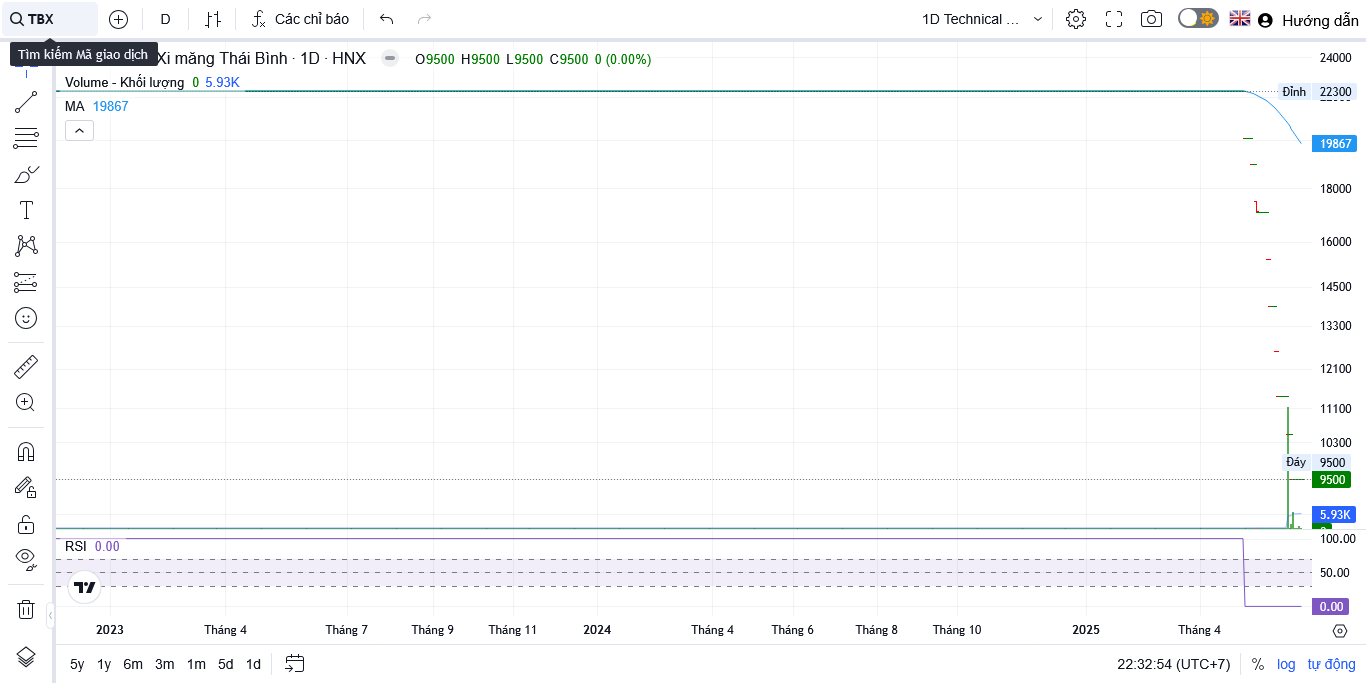 TBX D Các chỉ báo 1D Technical ... Hướng dẫn
Tìm kiếm Mã giao dịch
Xi măng Thái Bình · 1D · HNX O9500 H9500 L9500 C9500 0 (0.00%)
Volume - Khối lượng 0 5.93K
MA 19867
24000
Đỉnh 22300
19867
18000
16000
14500
13300
12100
11100
10300
Đáy 9500
9500
5.93K
RSI 0.00
100.00
50.00
0.00
2023 Tháng 4 Tháng 7 Tháng 9 Tháng 11 2024 Tháng 4 Tháng 6 Tháng 8 Tháng 10 2025 Tháng 4
5y 1y 6m 3m 1m 5d 1d 22:32:54 (UTC+7) % log tự động